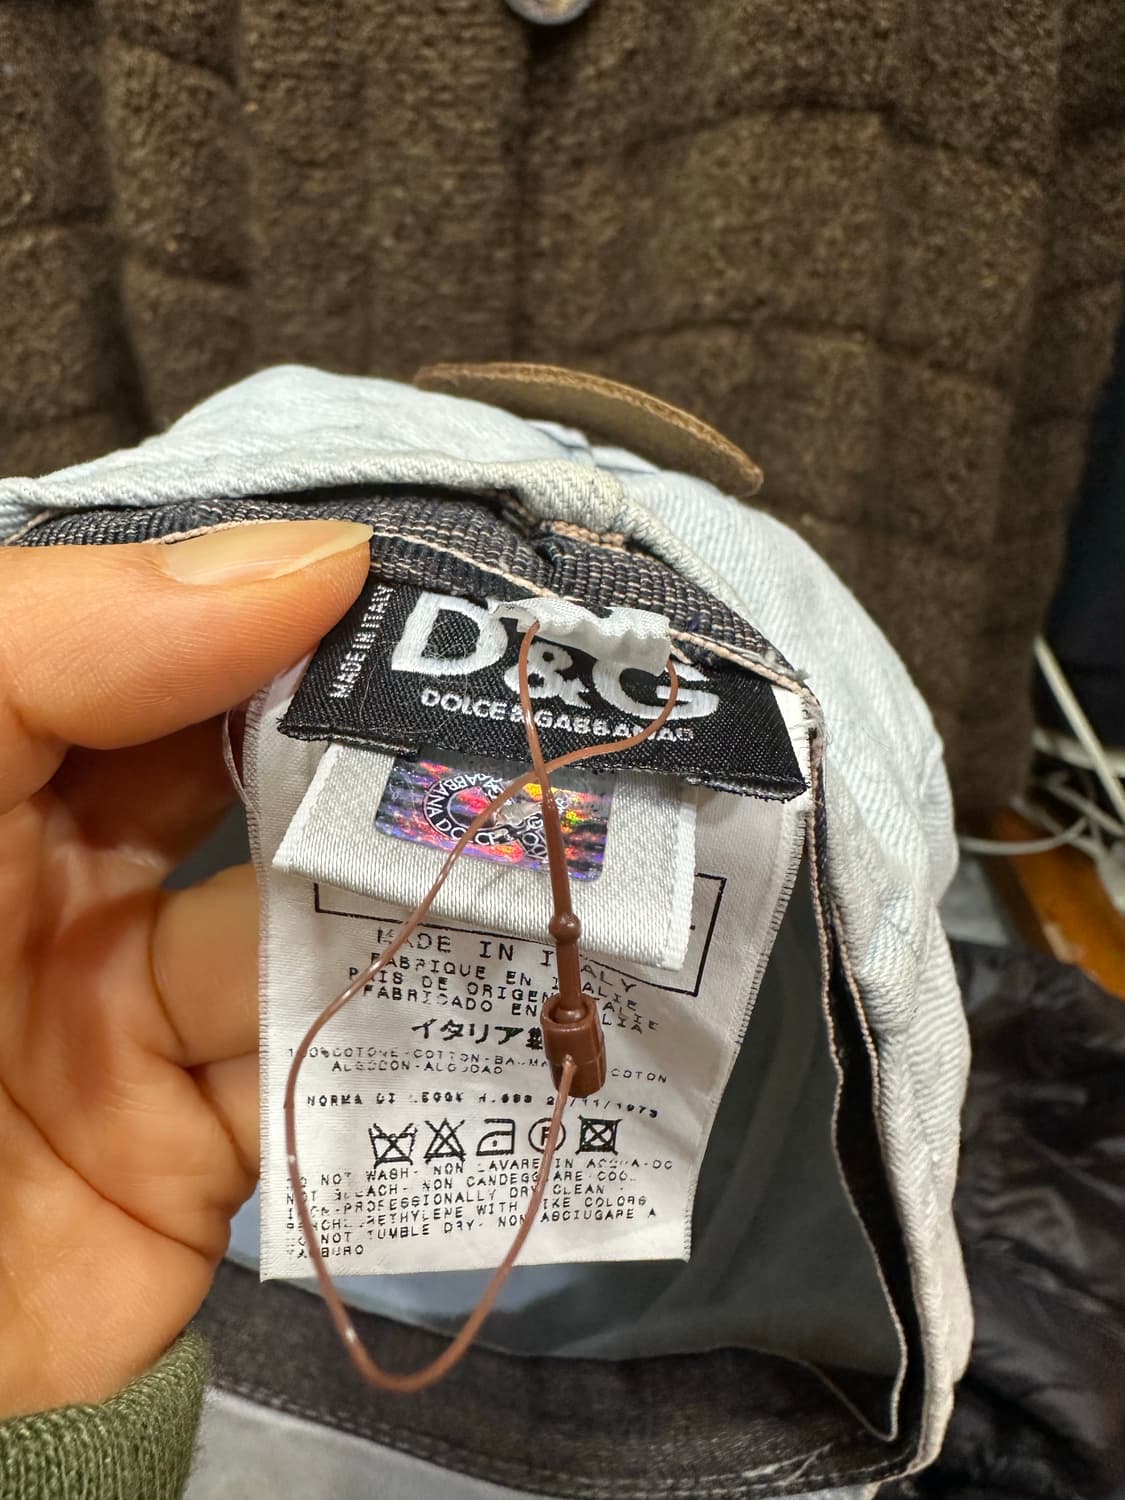 MADE IN ITALY
D&G
DOLCE & GABBANA
DOLCE GABBANA
MADE IN ITALY
FABRIQUE EN ITALIE
PAIS DE ORIGEN ITALIE
FABRICADO EN
イタリア製
100%COTONE-COTTON-BAUM
ALGODON-ALGODAO COTON
NORMA DI LEGGE N.883 26/11/1973
DO NOT WASH- NON LAVARE IN ACQUA-DO
NOT BLEACH- NON CANDEGGIARE-COOL
IRON-PROFESSIONALLY DRY CLEAN -
PERCHLORETHYLENE WITH LIKE COLORS
DO NOT TUMBLE DRY- NON ASCIUGARE A
TAMBURO